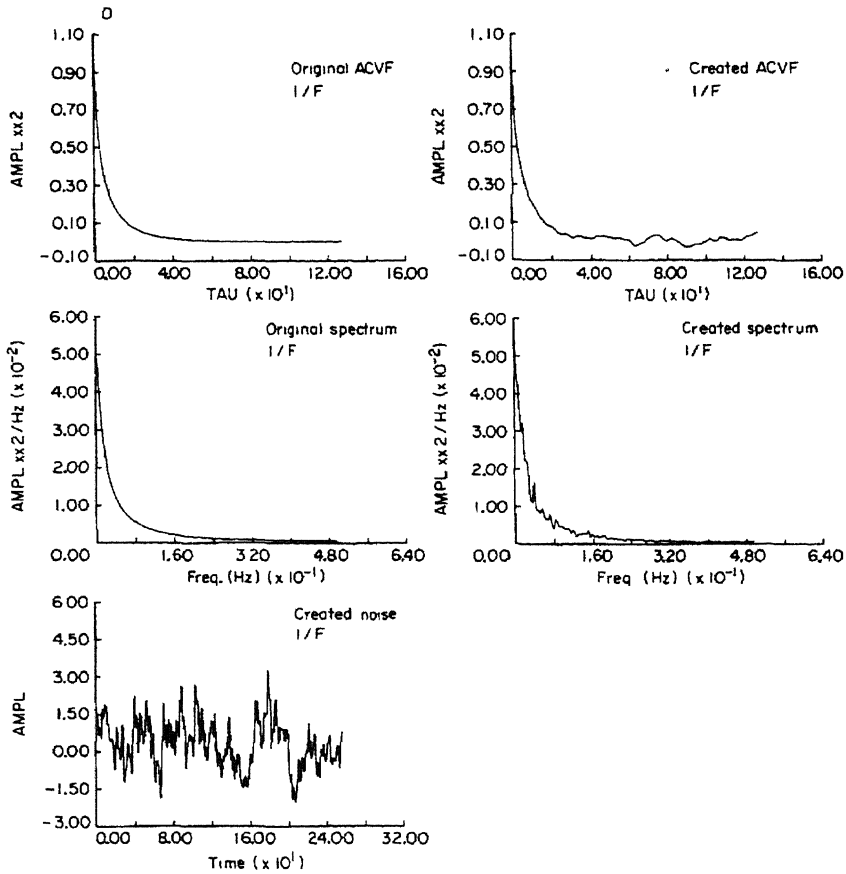 D
1.10
0.90
0.70
0.50
0.30
0.10
-0.10
AMPL xx2
Original ACVF
1/F
0.00 4.00 8.00 12.00 16.00
TAU (x 10¹)
1.10
0.90
0.70
0.50
0.30
0.10
-0.10
AMPL xx2
Created ACVF
1/F
0.00 4.00 8.00 12.00 16.00
TAU (x 10¹)
6.00
5.00
4.00
3.00
2.00
1.00
0.00
AMPL xx2/Hz (x 10⁻²)
Original spectrum
1/F
1.60 3.20 4.80 6.40
Freq. (Hz) (x 10⁻¹)
6.00
5.00
4.00
3.00
2.00
1.00
0.00
AMPL xx2/Hz (x 10⁻²)
Created spectrum
1/F
1.60 3.20 4.80 6.40
Freq (Hz) (x 10⁻¹)
6.00
4.50
3.00
1.50
0.00
-1.50
-3.00
AMPL
Created noise
1/F
0.00 8.00 16.00 24.00 32.00
Time (x 10¹)